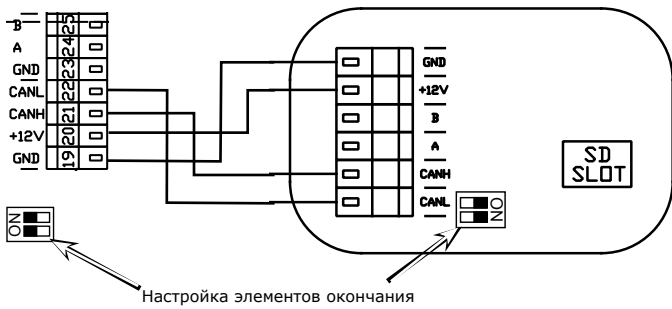 B 25
A 24
GND 23
CANL 22
CANH 21
+12V 20
GND 19
ON
GND
+12V
B
A
CANH
CANL
SD
SLOT
ON
Настройка элементов окончания